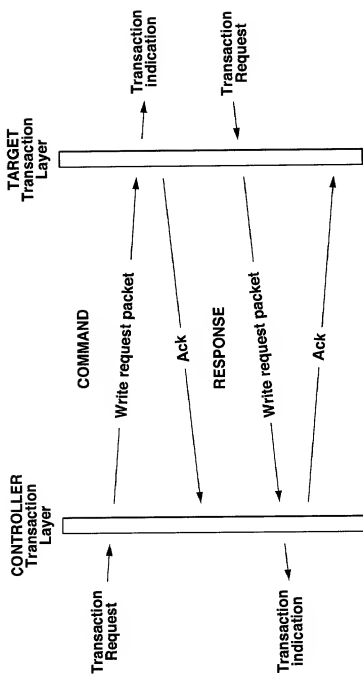 CONTROLLER
Transaction
Layer
TARGET
Transaction
Layer
Transaction
Request
COMMAND
Write request packet
Transaction
indication
Ack
RESPONSE
Transaction
Request
Write request packet
Transaction
indication
Ack